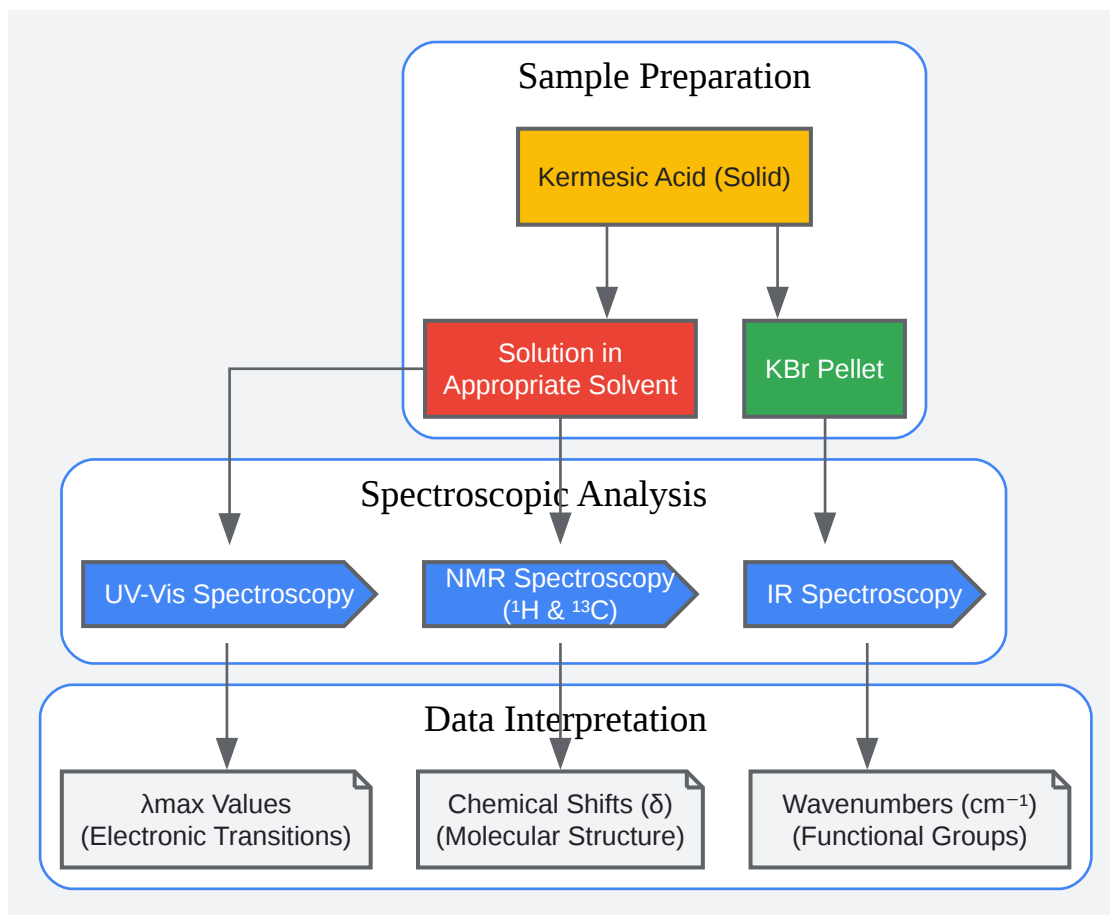 Sample Preparation
Kermesic Acid (Solid)
Solution in
Appropriate Solvent
KBr Pellet
Spectroscopic Analysis
UV-Vis Spectroscopy
NMR Spectroscopy
(¹H & ¹³C)
IR Spectroscopy
Data Interpretation
λmax Values
(Electronic Transitions)
Chemical Shifts (δ)
(Molecular Structure)
Wavenumbers (cm⁻¹)
(Functional Groups)